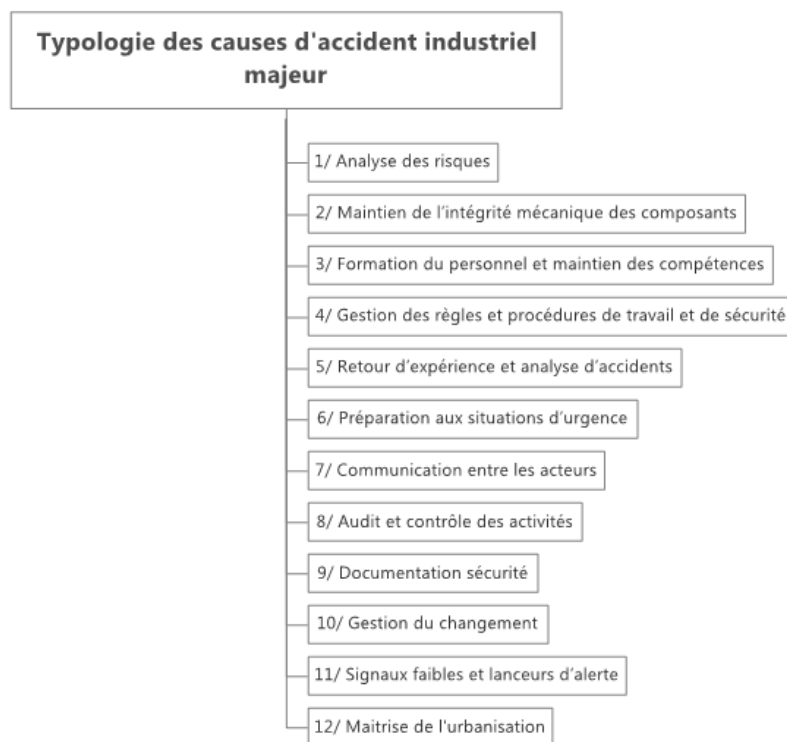 Typologie des causes d'accident industriel
majeur
1/ Analyse des risques
2/ Maintien de l’intégrité mécanique des composants
3/ Formation du personnel et maintien des compétences
4/ Gestion des règles et procédures de travail et de sécurité
5/ Retour d’expérience et analyse d’accidents
6/ Préparation aux situations d’urgence
7/ Communication entre les acteurs
8/ Audit et contrôle des activités
9/ Documentation sécurité
10/ Gestion du changement
11/ Signaux faibles et lanceurs d’alerte
12/ Maitrise de l'urbanisation